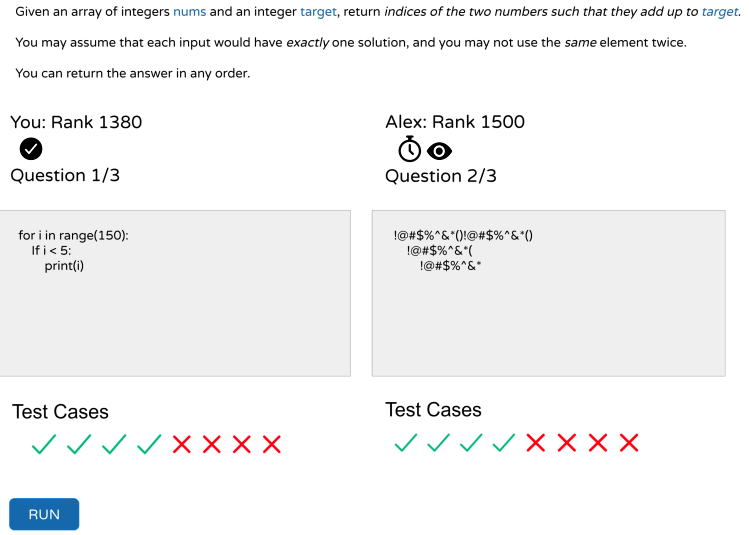 Given an array of integers nums and an integer target, return indices of the two numbers such that they add up to target.
You may assume that each input would have exactly one solution, and you may not use the same element twice.
You can return the answer in any order.
You: Rank 1380
Question 1/3
for i in range(150):
If i < 5:
print(i)
Test Cases
RUN
Alex: Rank 1500
Question 2/3
!@#$%^&*()!@#$%^&*()
!@#$%^&*(
!@#$%^&*
Test Cases